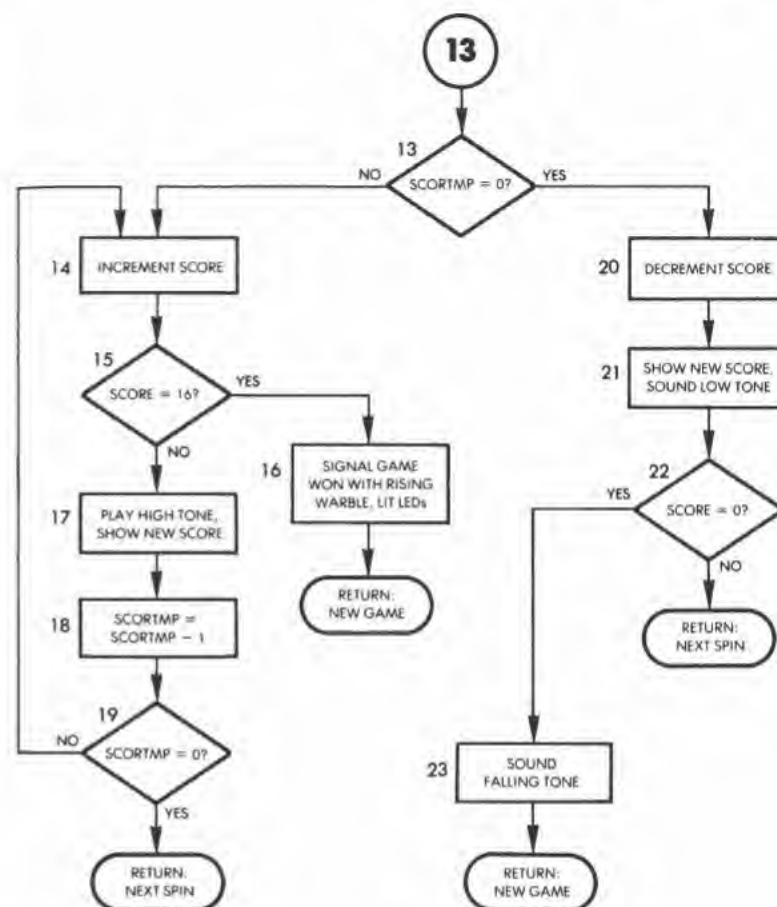 13
13
SCORTMP = 0?
NO
YES
14
INCREMENT SCORE
20
DECREMENT SCORE
15
SCORE = 16?
YES
NO
21
SHOW NEW SCORE,
SOUND LOW TONE
16
SIGNAL GAME
WON WITH RISING
WARBLE, LIT LEDs
22
SCORE = 0?
YES
NO
17
PLAY HIGH TONE,
SHOW NEW SCORE
RETURN:
NEW GAME
18
SCORTMP =
SCORTMP − 1
RETURN:
NEXT SPIN
19
SCORTMP = 0?
NO
YES
23
SOUND
FALLING TONE
RETURN:
NEXT SPIN
RETURN:
NEW GAME